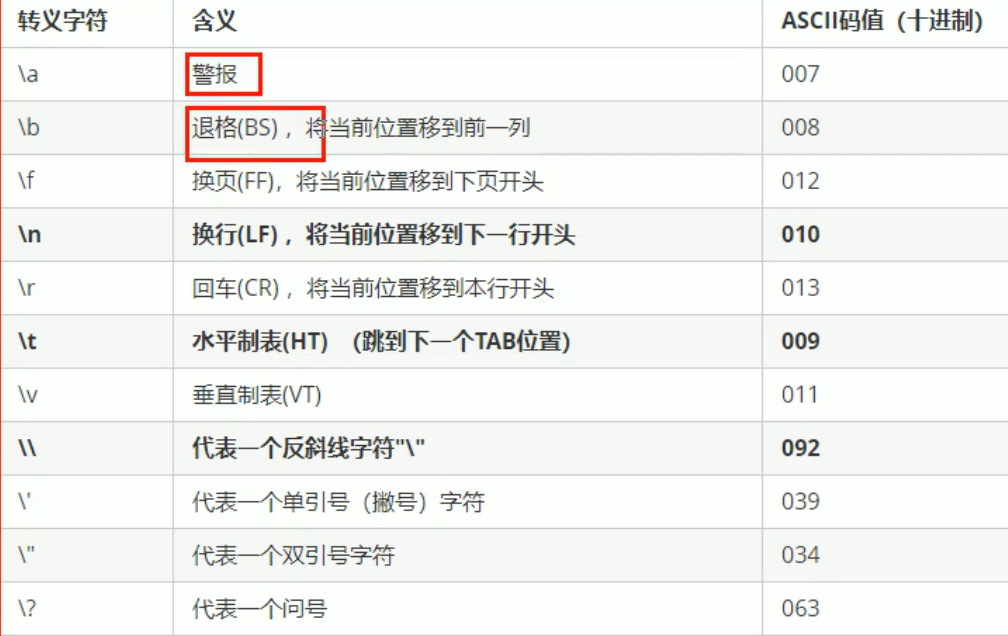 转义字符 含义 ASCII码值（十进制）
\a 警报 007
\b 退格(BS) ，将当前位置移到前一列 008
\f 换页(FF)，将当前位置移到下页开头 012
\n 换行(LF) ，将当前位置移到下一行开头 010
\r 回车(CR) ，将当前位置移到本行开头 013
\t 水平制表(HT) （跳到下一个TAB位置) 009
\v 垂直制表(VT) 011
\\ 代表一个反斜线字符"\" 092
\' 代表一个单引号（撇号）字符 039
\" 代表一个双引号字符 034
\? 代表一个问号 063